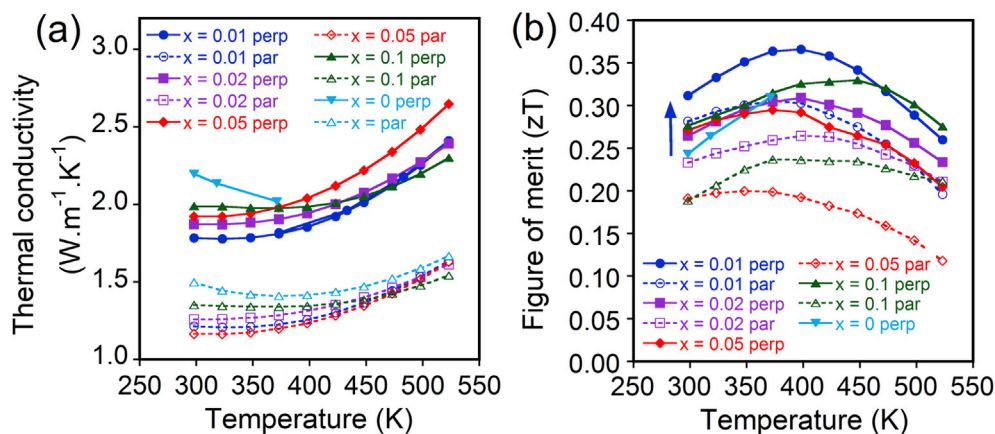 (a)
Thermal conductivity
(W.m⁻¹.K⁻¹)
3.0
2.5
2.0
1.5
1.0
x = 0.01 perp
x = 0.01 par
x = 0.02 perp
x = 0.02 par
x = 0.05 perp
x = 0.05 par
x = 0.1 perp
x = 0.1 par
x = 0 perp
x = par
250 300 350 400 450 500 550
Temperature (K)
(b)
Figure of merit (zT)
0.40
0.35
0.30
0.25
0.20
0.15
0.10
0.00
x = 0.01 perp
x = 0.01 par
x = 0.02 perp
x = 0.02 par
x = 0.05 perp
x = 0.05 par
x = 0.1 perp
x = 0.1 par
x = 0 perp
250 300 350 400 450 500 550
Temperature (K)